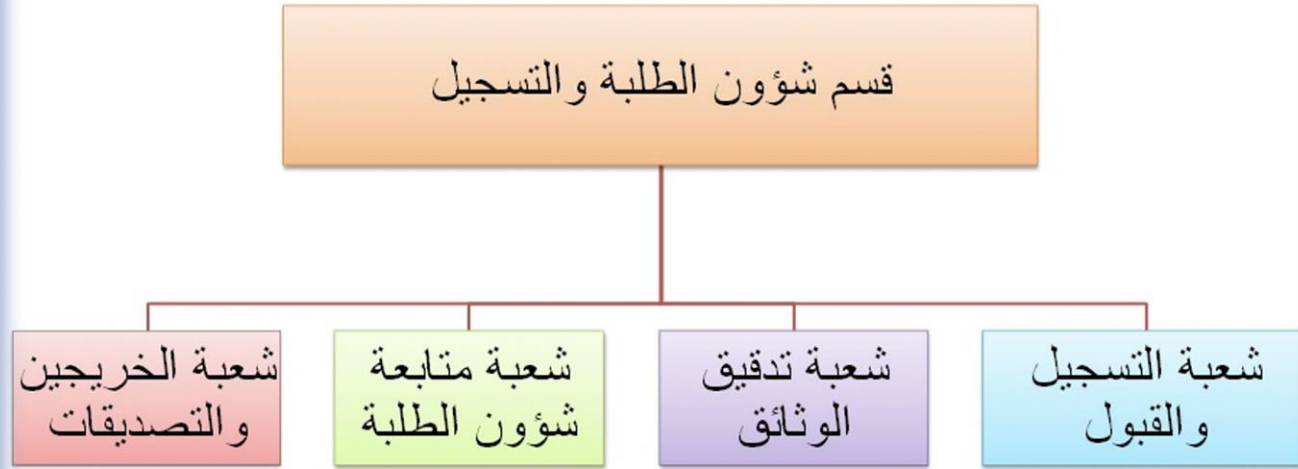 قسم شؤون الطلبة والتسجيل
شعبة التسجيل
والقبول
شعبة تدقيق
الوثائق
شعبة متابعة
شؤون الطلبة
شعبة الخريجين
والتصديقات